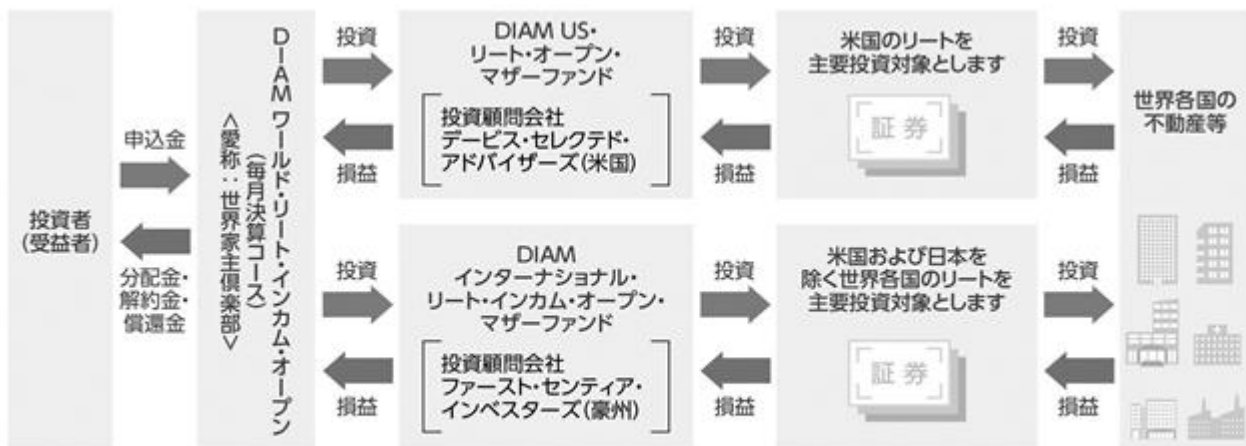 投資者
(受益者)
申込金
分配金・
解約金・
償還金
DIAM ワールド・リート・インカム・オープン
(毎月決算コース)
<愛称:世界家主倶楽部>
投資
損益
DIAM US・
リート・オープン・
マザーファンド
投資顧問会社
デービス・セレクテド・
アドバイザーズ(米国)
投資
損益
米国のリートを
主要投資対象とします
証券
投資
損益
投資
損益
DIAM
インターナショナル・
リート・インカム・オープン・
マザーファンド
投資顧問会社
ファースト・センティア・
インベスターズ(豪州)
投資
損益
米国および日本を
除く世界各国のリートを
主要投資対象とします
証券
投資
損益
世界各国の
不動産等